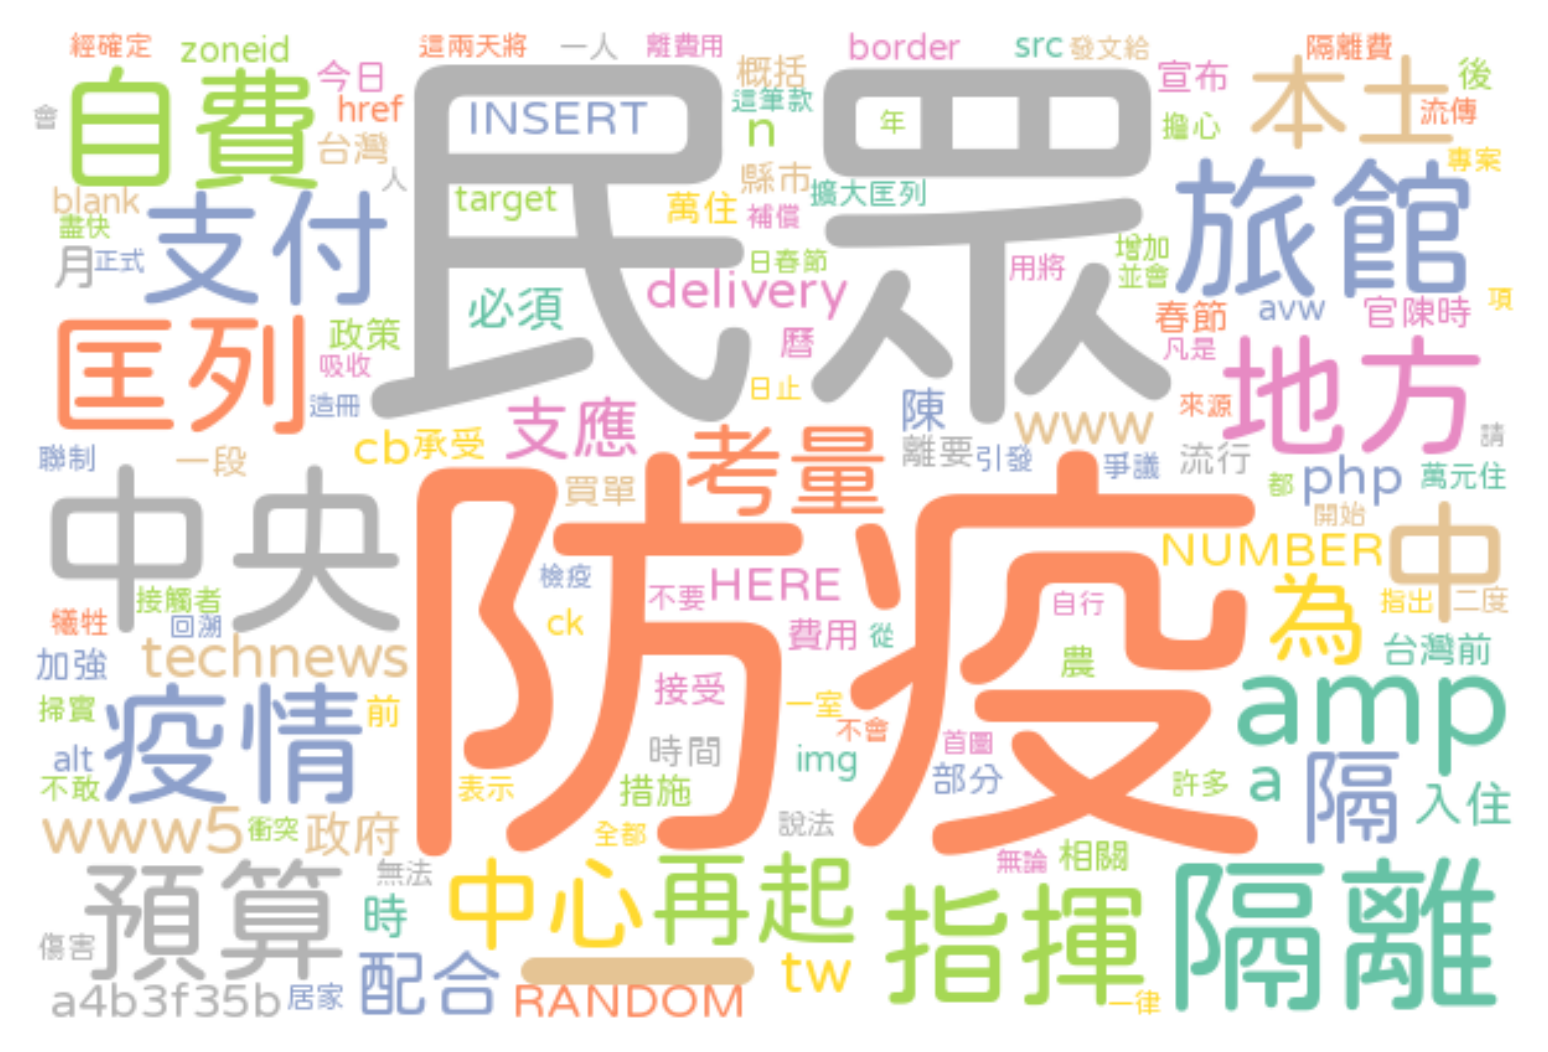 經確定
zoneid
今日
這兩天將
一人
離費用
概括
border
src
發文給
宣布
隔離費
本土
後
自費
會
href
台灣
人
民眾
INSERT
這筆款
n
年
擔心
流傳
專案
blank
盡快
支付
target
縣市
萬住
補償
擴大匡列
旅館
月
正式
日春節
增加
並會
用將
必須
delivery
春節
avw
官陳時
項
匡列
政策
吸收
造冊
曆
日止
凡是
地方
來源
陳
www
支應
考量
cb
承受
聯制
一段
買單
離要
引發
爭議
流行
請
都
php
萬元住
開始
中央
防疫
NUMBER
中
檢疫
不要
HERE
自行
接觸者
犧牲
回溯
ck
費用
從
為
指出
二度
加強
technews
農
台灣前
接受
一室
掃實
疫情
前
不會
amp
alt
時間
img
首圖
部分
許多
a
隔
入住
不敢
表示
措施
www5
衝突
政府
全都
說法
預算
無法
時
中心
再起
無論
相關
指揮
隔離
傷害
配合
一
tw
a4b3f35b
居家
RANDOM
一律